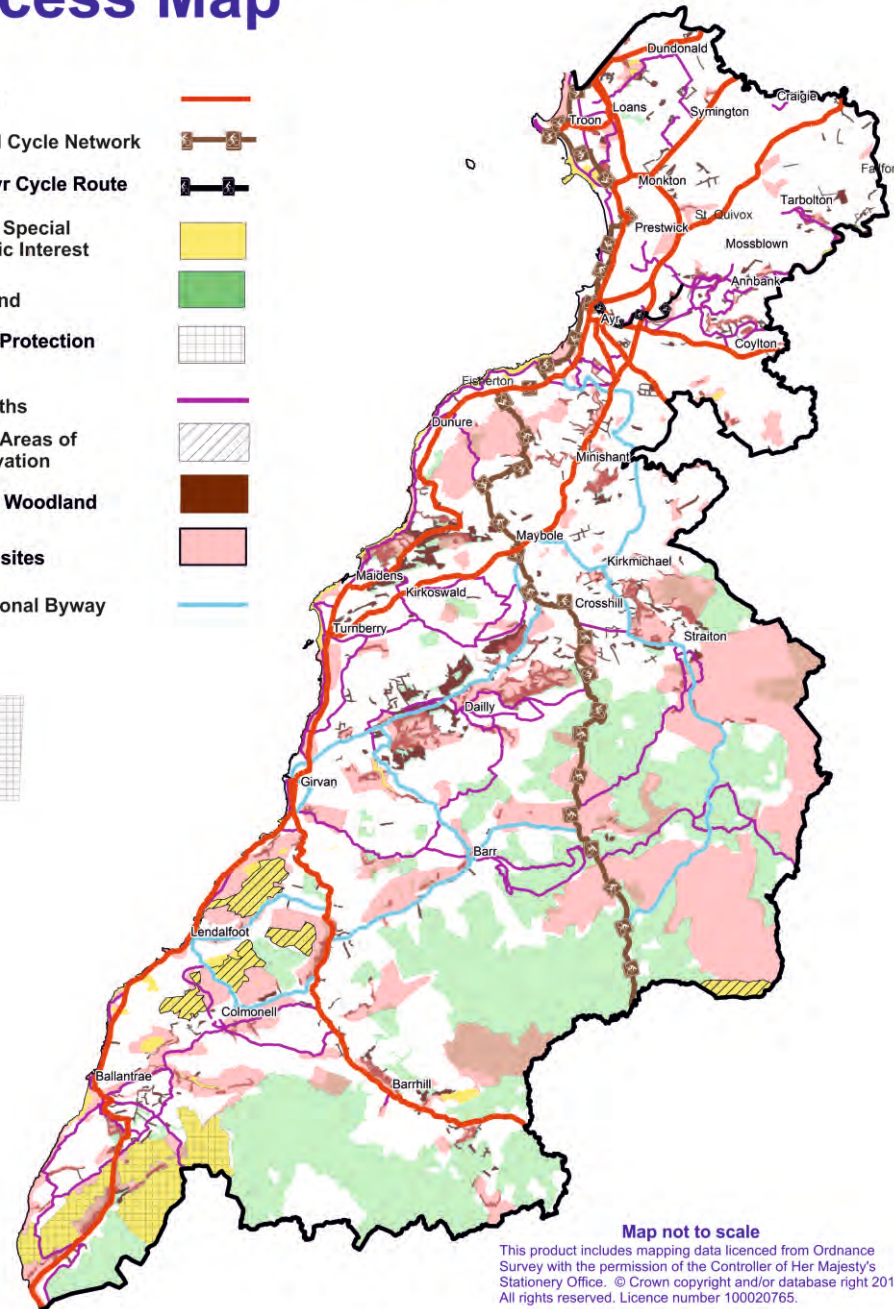 cess Map
l Cycle Network
yr Cycle Route
Special
ic Interest
nd
Protection
ths
Areas of
vation
Woodland
sites
onal Byway
Dundonald
Craigie
Loans
Symington
Troon
Failfor
Monkton
Tarbolton
St. Quivox
Prestwick
Mossblown
Annbank
Ayr
Coylton
Fisherton
Dunure
Minishant
Maybole
Kirkmichael
Maidens
Kirkoswald
Crosshill
Turnberry
Straiton
Dailly
Girvan
Barr
Lendalfoot
Colmonell
Ballantrae
Barrhill
Map not to scale
This product includes mapping data licenced from Ordnance
Survey with the permission of the Controller of Her Majesty's
Stationery Office. © Crown copyright and/or database right 201
All rights reserved. Licence number 100020765.